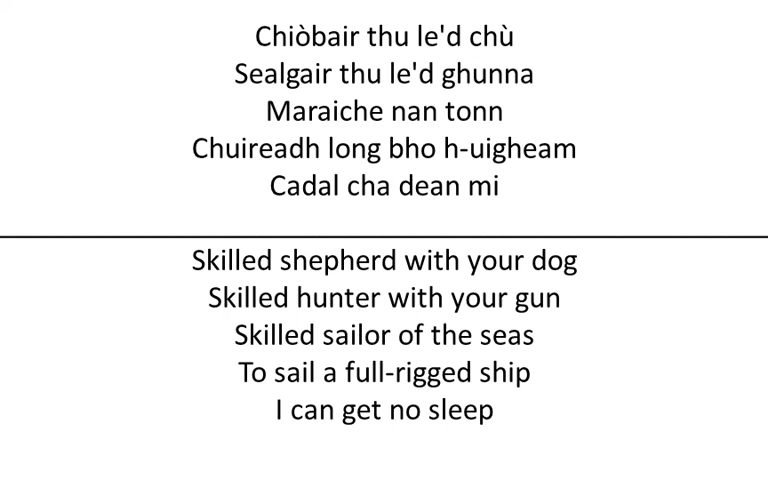 Chiòbair thu le'd chù
Sealgair thu le'd ghunna
Maraiche nan tonn
Chuireadh long bho h-uigheam
Cadal cha dean mi
Skilled shepherd with your dog
Skilled hunter with your gun
Skilled sailor of the seas
To sail a full-rigged ship
I can get no sleep